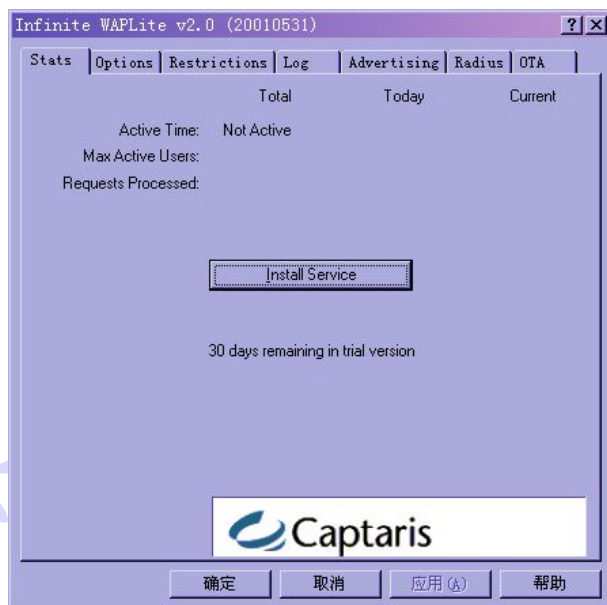 Infinite WAPLite v2.0 (20010531)
Stats Options Restrictions Log Advertising Radius OTA
Total Today Current
Active Time: Not Active
Max Active Users:
Requests Processed:
Install Service
30 days remaining in trial version
Captaris
确定 取消 应用(A) 帮助